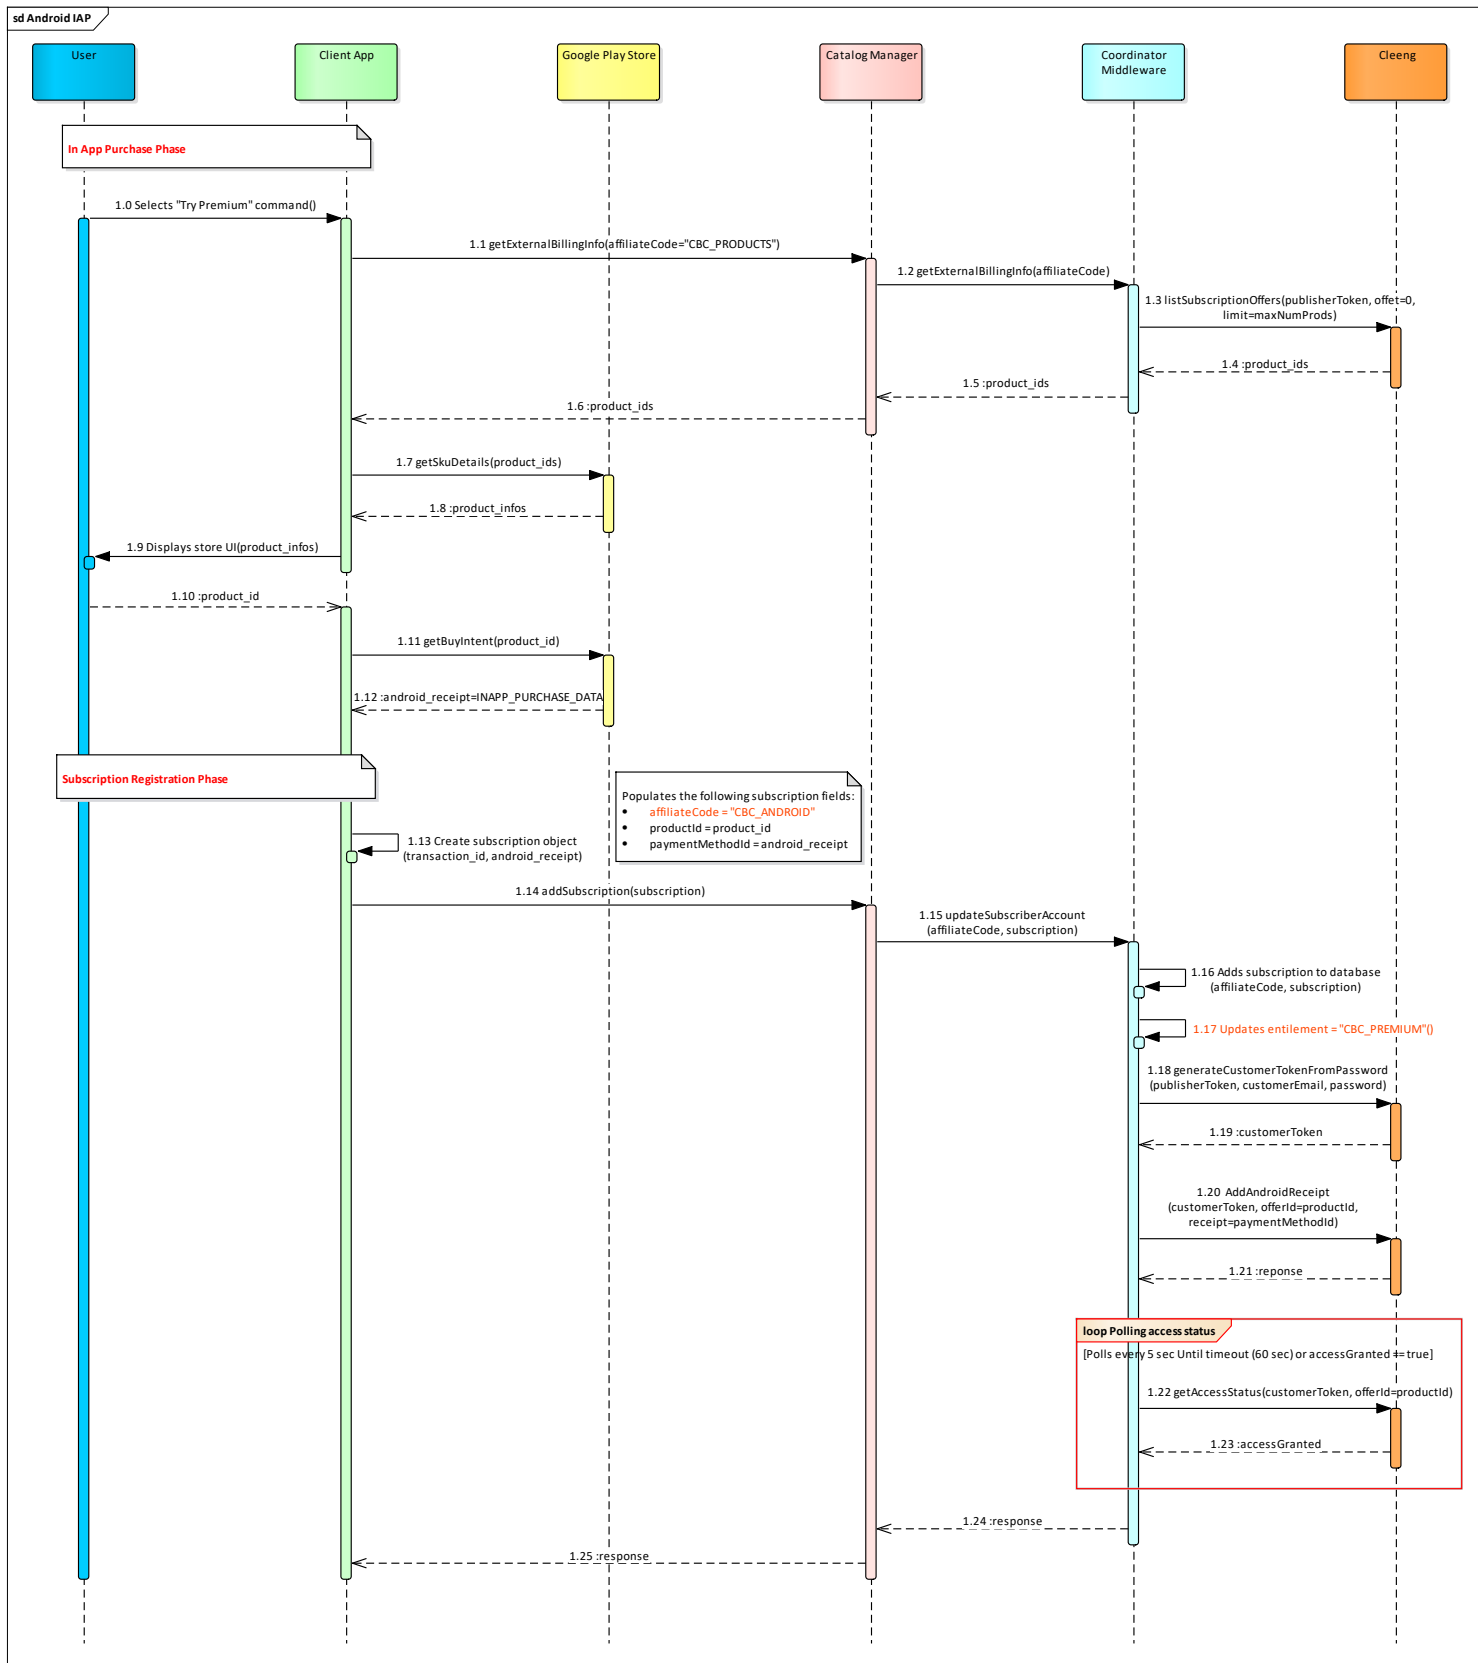 sd Android IAP
User
Client App
Google Play Store
Catalog Manager
Coordinator
Middleware
Cleeng
In App Purchase Phase
1.0 Selects "Try Premium" command()
1.1 getExternalBillingInfo(affiliateCode="CBC_PRODUCTS")
1.2 getExternalBillingInfo(affiliateCode)
1.3 listSubscriptionOffers(publisherToken, offet=0,
limit=maxNumProds)
1.4 :product_ids
1.5 :product_ids
1.6 :product_ids
1.7 getSkuDetails(product_ids)
1.8 :product_infos
1.9 Displays store UI(product_infos)
1.10 :product_id
1.11 getBuyIntent(product_id)
1.12 :android_receipt=INAPP_PURCHASE_DATA
Subscription Registration Phase
Populates the following subscription fields:
• affiliateCode = "CBC_ANDROID"
• productId = product_id
• paymentMethodId = android_receipt
1.13 Create subscription object
(transaction_id, android_receipt)
1.14 addSubscription(subscription)
1.15 updateSubscriberAccount
(affiliateCode, subscription)
1.16 Adds subscription to database
(affiliateCode, subscription)
1.17 Updates entilement = "CBC_PREMIUM"()
1.18 generateCustomerTokenFromPassword
(publisherToken, customerEmail, password)
1.19 :customerToken
1.20 AddAndroidReceipt
(customerToken, offerId=productId,
receipt=paymentMethodId)
1.21 :reponse
loop Polling access status
[Polls every 5 sec Until timeout (60 sec) or accessGranted == true]
1.22 getAccessStatus(customerToken, offerId=productId)
1.23 :accessGranted
1.24 :response
1.25 :response